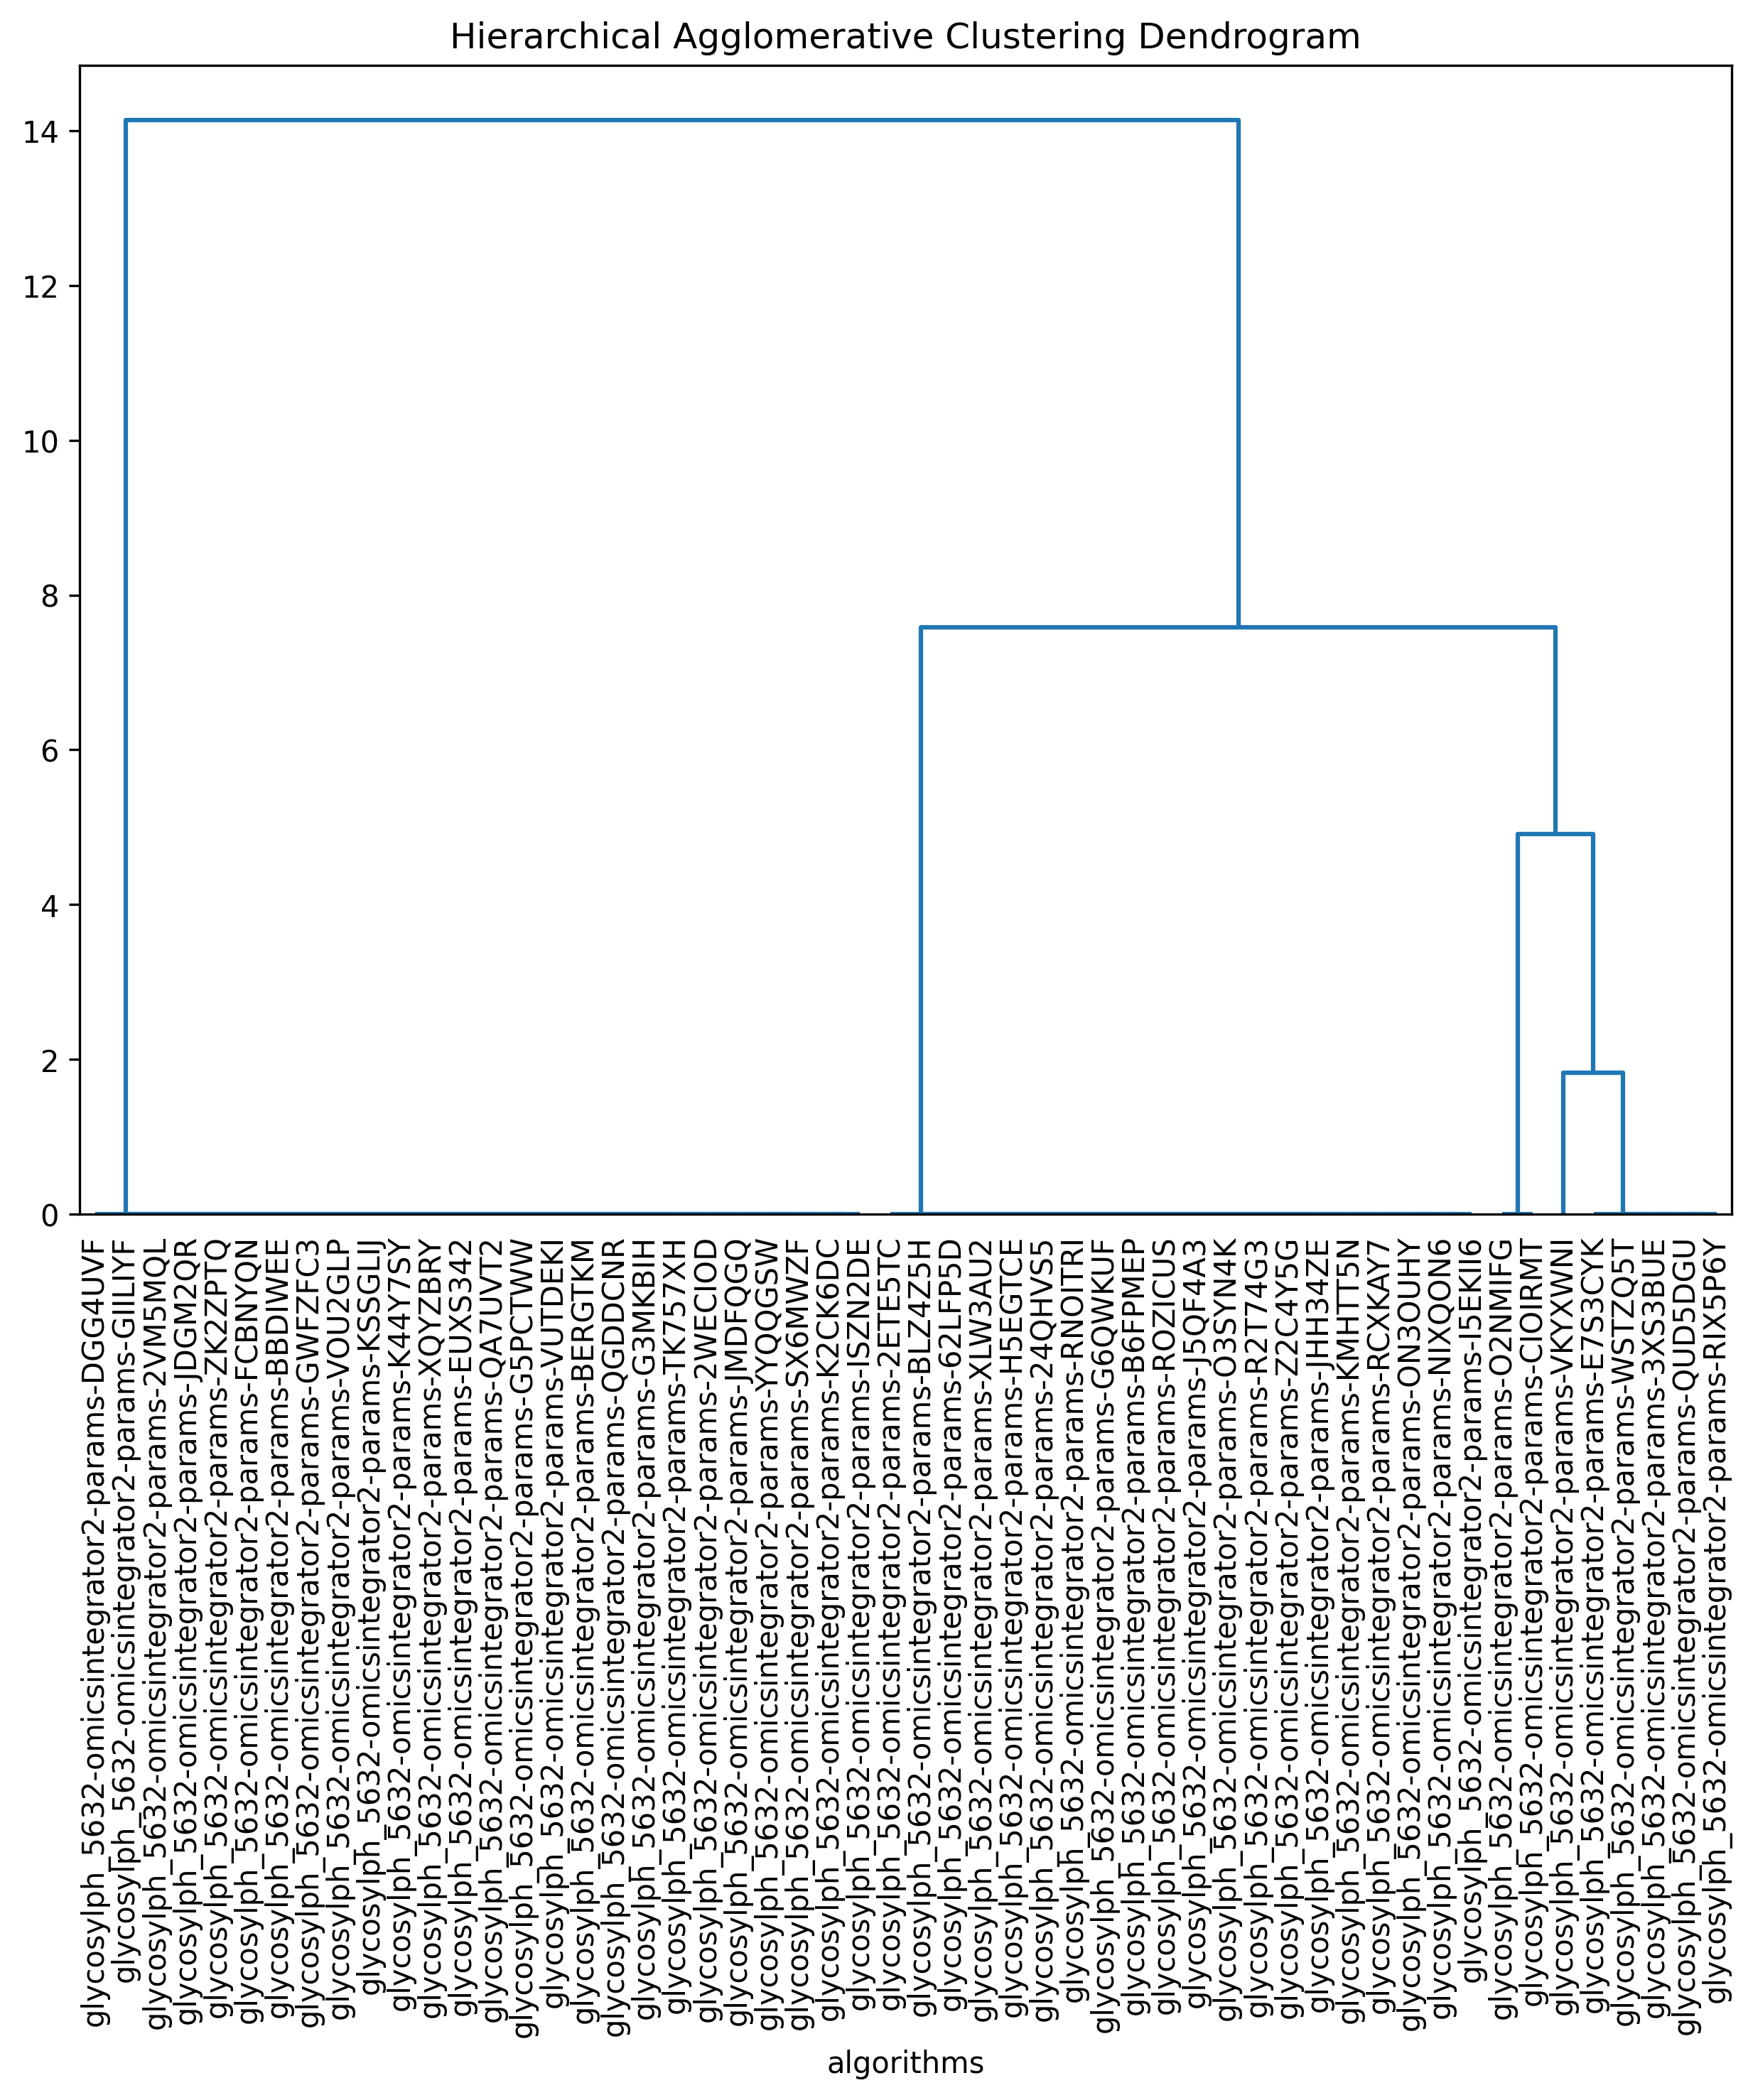 Hierarchical Agglomerative Clustering Dendrogram
14
12
10
8
6
4
2
0
glycosylph_5632-omicsintegrator2-params-DGG4UVF
glycosylph_5632-omicsintegrator2-params-GIILIYF
glycosylph_5632-omicsintegrator2-params-2VM5MQL
glycosylph_5632-omicsintegrator2-params-JDGM2QR
glycosylph_5632-omicsintegrator2-params-ZK2ZPTQ
glycosylph_5632-omicsintegrator2-params-FCBNYQN
glycosylph_5632-omicsintegrator2-params-BBDIWEE
glycosylph_5632-omicsintegrator2-params-GWFZFC3
glycosylph_5632-omicsintegrator2-params-VOU2GLP
glycosylph_5632-omicsintegrator2-params-KSSGLIJ
glycosylph_5632-omicsintegrator2-params-K44Y7SY
glycosylph_5632-omicsintegrator2-params-XQYZBRY
glycosylph_5632-omicsintegrator2-params-EUXS342
glycosylph_5632-omicsintegrator2-params-QA7UVT2
glycosylph_5632-omicsintegrator2-params-G5PCTWW
glycosylph_5632-omicsintegrator2-params-VUTDEKI
glycosylph_5632-omicsintegrator2-params-BERGTKM
glycosylph_5632-omicsintegrator2-params-QGDDCNR
glycosylph_5632-omicsintegrator2-params-G3MKBIH
glycosylph_5632-omicsintegrator2-params-TK757XH
glycosylph_5632-omicsintegrator2-params-2WECIOD
glycosylph_5632-omicsintegrator2-params-JMDFQGQ
glycosylph_5632-omicsintegrator2-params-YYQQGSW
glycosylph_5632-omicsintegrator2-params-SX6MWZF
glycosylph_5632-omicsintegrator2-params-K2CK6DC
glycosylph_5632-omicsintegrator2-params-ISZN2DE
glycosylph_5632-omicsintegrator2-params-2ETE5TC
glycosylph_5632-omicsintegrator2-params-BLZ4Z5H
glycosylph_5632-omicsintegrator2-params-62LFP5D
glycosylph_5632-omicsintegrator2-params-XLW3AU2
glycosylph_5632-omicsintegrator2-params-H5EGTCE
glycosylph_5632-omicsintegrator2-params-24QHVS5
glycosylph_5632-omicsintegrator2-params-RNOITRI
glycosylph_5632-omicsintegrator2-params-G6QWKUF
glycosylph_5632-omicsintegrator2-params-B6FPMEP
glycosylph_5632-omicsintegrator2-params-ROZICUS
glycosylph_5632-omicsintegrator2-params-J5QF4A3
glycosylph_5632-omicsintegrator2-params-O3SYN4K
glycosylph_5632-omicsintegrator2-params-R2T74G3
glycosylph_5632-omicsintegrator2-params-Z2C4Y5G
glycosylph_5632-omicsintegrator2-params-JHH34ZE
glycosylph_5632-omicsintegrator2-params-KMHTT5N
glycosylph_5632-omicsintegrator2-params-RCXKAY7
glycosylph_5632-omicsintegrator2-params-ON3OUHY
glycosylph_5632-omicsintegrator2-params-NIXQON6
glycosylph_5632-omicsintegrator2-params-I5EKII6
glycosylph_5632-omicsintegrator2-params-O2NMIFG
glycosylph_5632-omicsintegrator2-params-CIOIRMT
glycosylph_5632-omicsintegrator2-params-VKYXWNI
glycosylph_5632-omicsintegrator2-params-E7S3CYK
glycosylph_5632-omicsintegrator2-params-WSTZQ5T
glycosylph_5632-omicsintegrator2-params-3XS3BUE
glycosylph_5632-omicsintegrator2-params-QUD5DGU
glycosylph_5632-omicsintegrator2-params-RIX5P6Y
algorithms